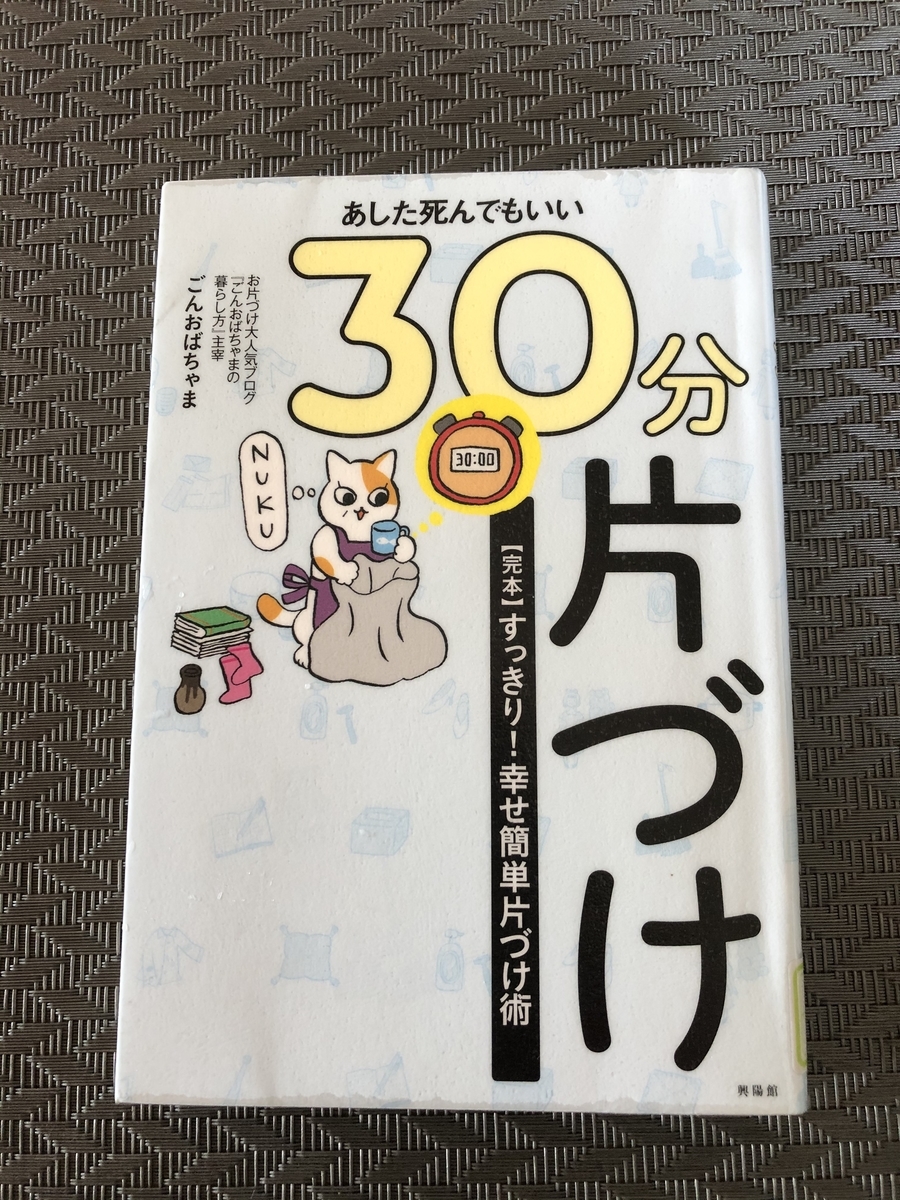 あした死んでもいい
30分
片づけ
【完本】すっきり!幸せ簡単片づけ術
お片づけ大人気ブログ
『ごんおばちゃまの
暮らし方』主宰
ごんおばちゃま
30:00
NUKU
興陽館